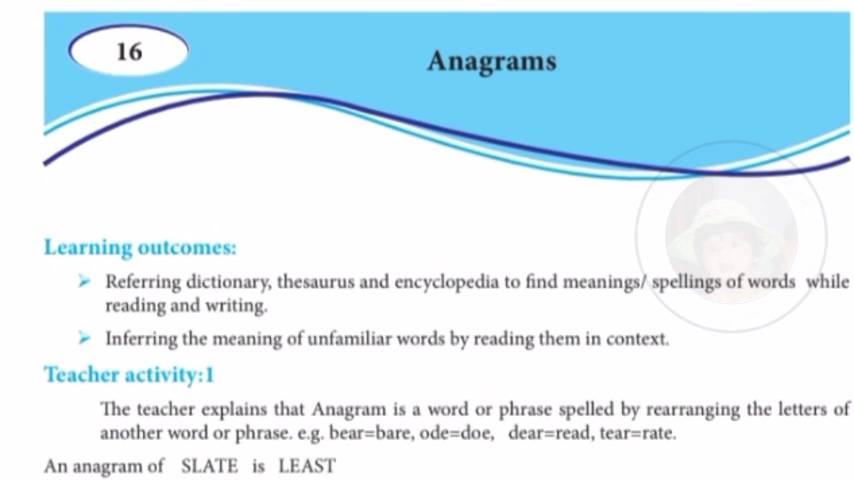 16
Anagrams
Learning outcomes:
➢ Referring dictionary, thesaurus and encyclopedia to find meanings/ spellings of words while
reading and writing.
➢ Inferring the meaning of unfamiliar words by reading them in context.
Teacher activity:1
The teacher explains that Anagram is a word or phrase spelled by rearranging the letters of
another word or phrase. e.g. bear=bare, ode=doe, dear=read, tear=rate.
An anagram of SLATE is LEAST